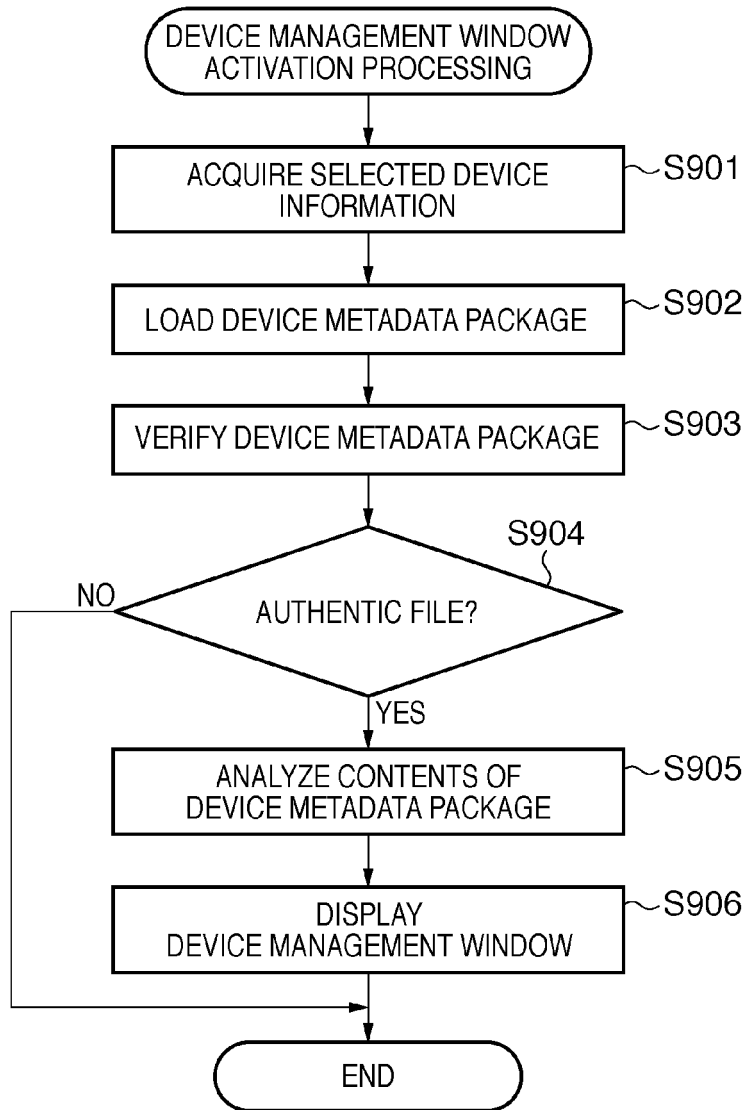 DEVICE MANAGEMENT WINDOW
ACTIVATION PROCESSING
ACQUIRE SELECTED DEVICE
INFORMATION
S901
LOAD DEVICE METADATA PACKAGE
S902
VERIFY DEVICE METADATA PACKAGE
S903
S904
AUTHENTIC FILE?
NO
YES
ANALYZE CONTENTS OF
DEVICE METADATA PACKAGE
S905
DISPLAY
DEVICE MANAGEMENT WINDOW
S906
END